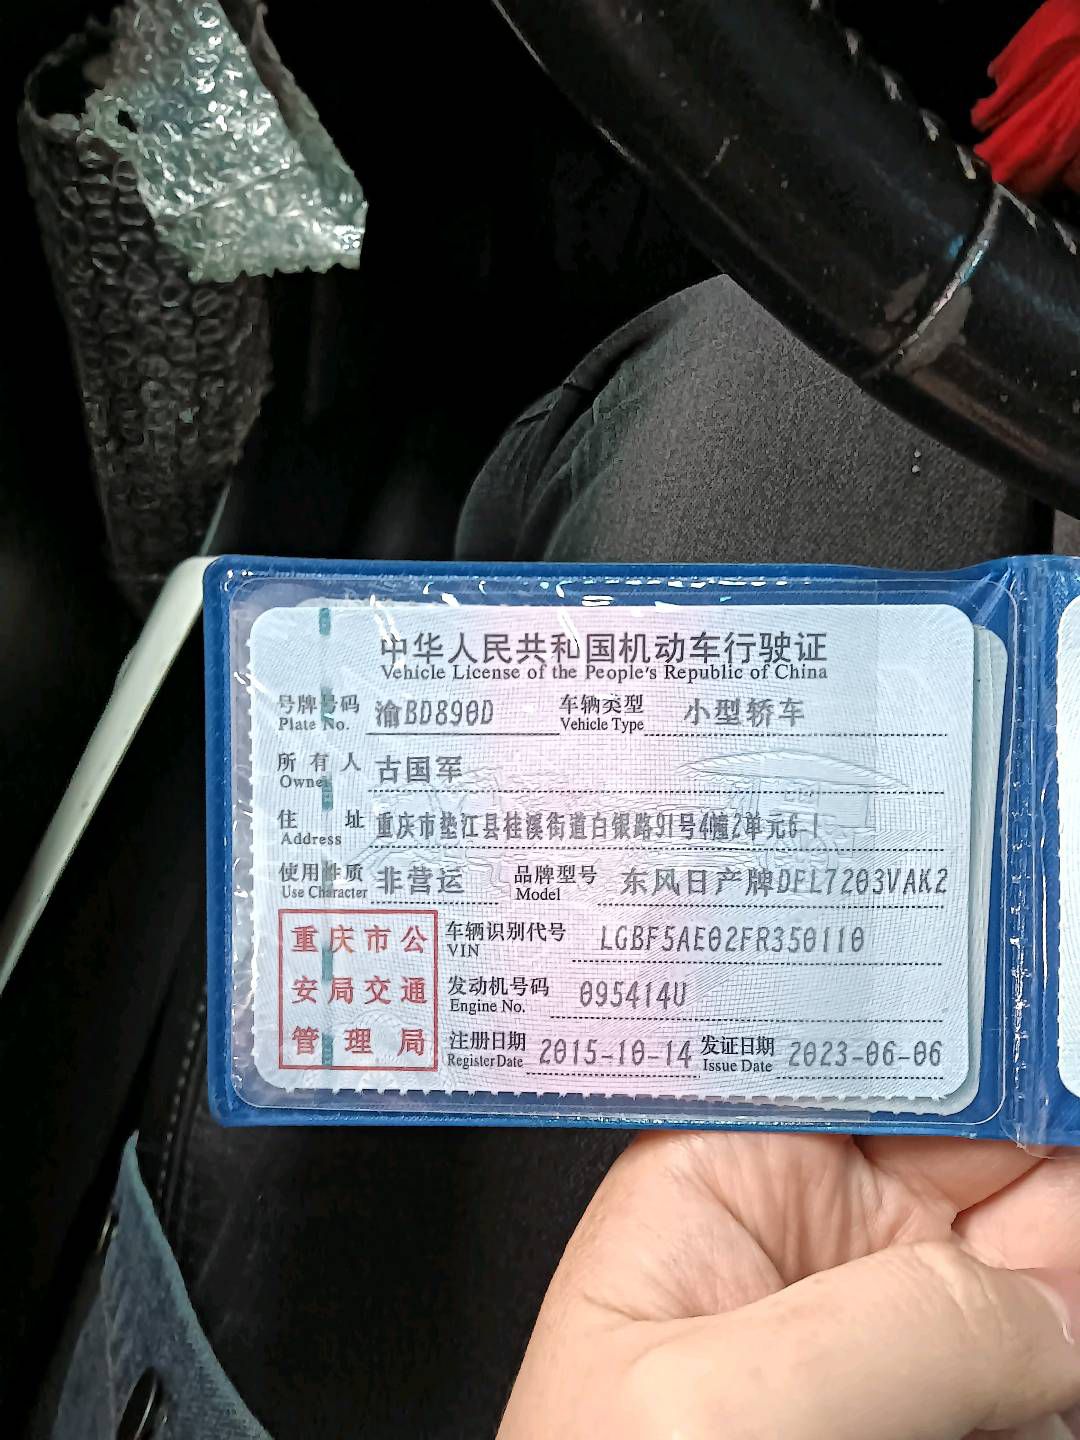 中华人民共和国机动车行驶证
Vehicle License of the People's Republic of China
号牌号码 渝BD890D 车辆类型 小型轿车
Plate No. Vehicle Type
所有人 古国军
Owner
住址 重庆市垫江县桂溪街道白银路91号4幢2单元6-1
Address
使用性质 非营运 品牌型号 东风日产牌DFL7203VAK2
Use Character Model
重庆市公
安局交通
管理局
车辆识别代号 LGBF5AE02FR350110
VIN
发动机号码 095414U
Engine No.
注册日期 2015-10-14 发证日期 2023-06-06
Register Date Issue Date